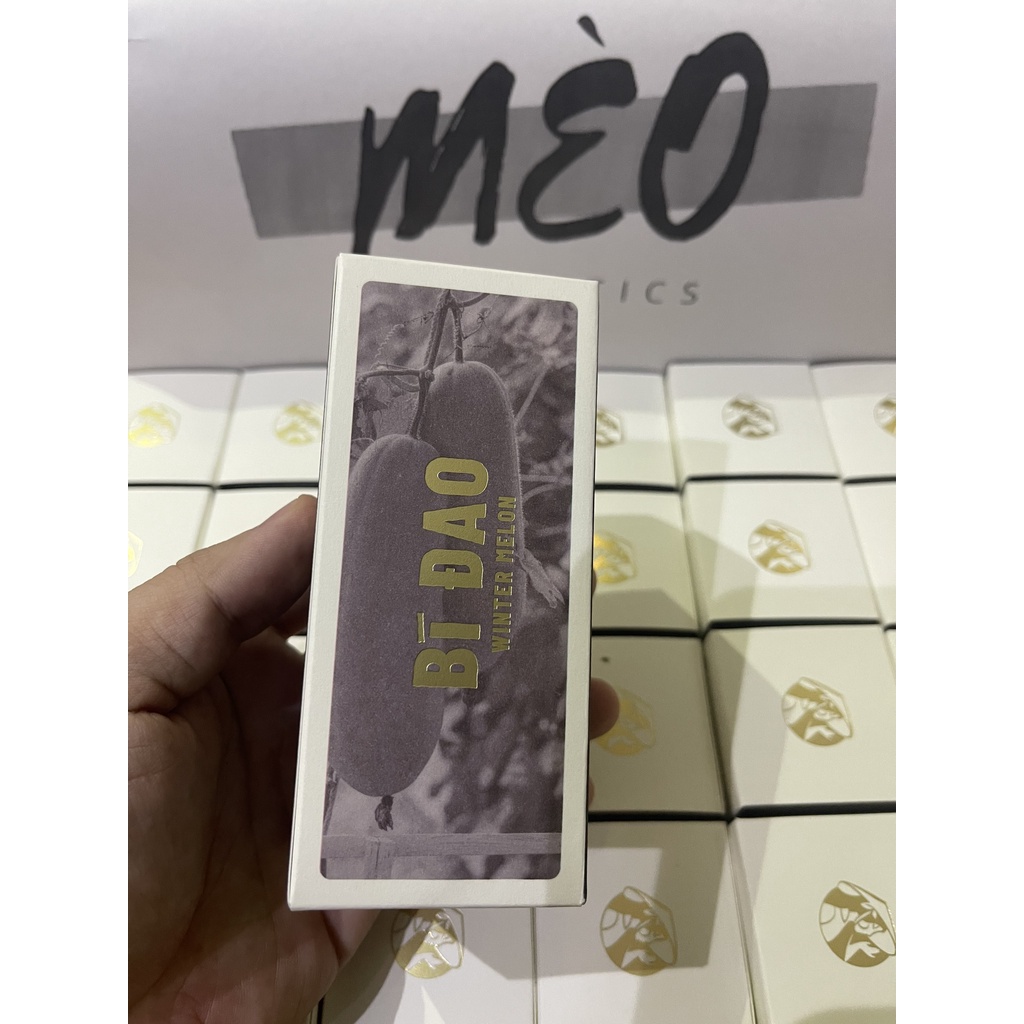 MÈO
TICS
BÍ ĐAO
WINTER MELON